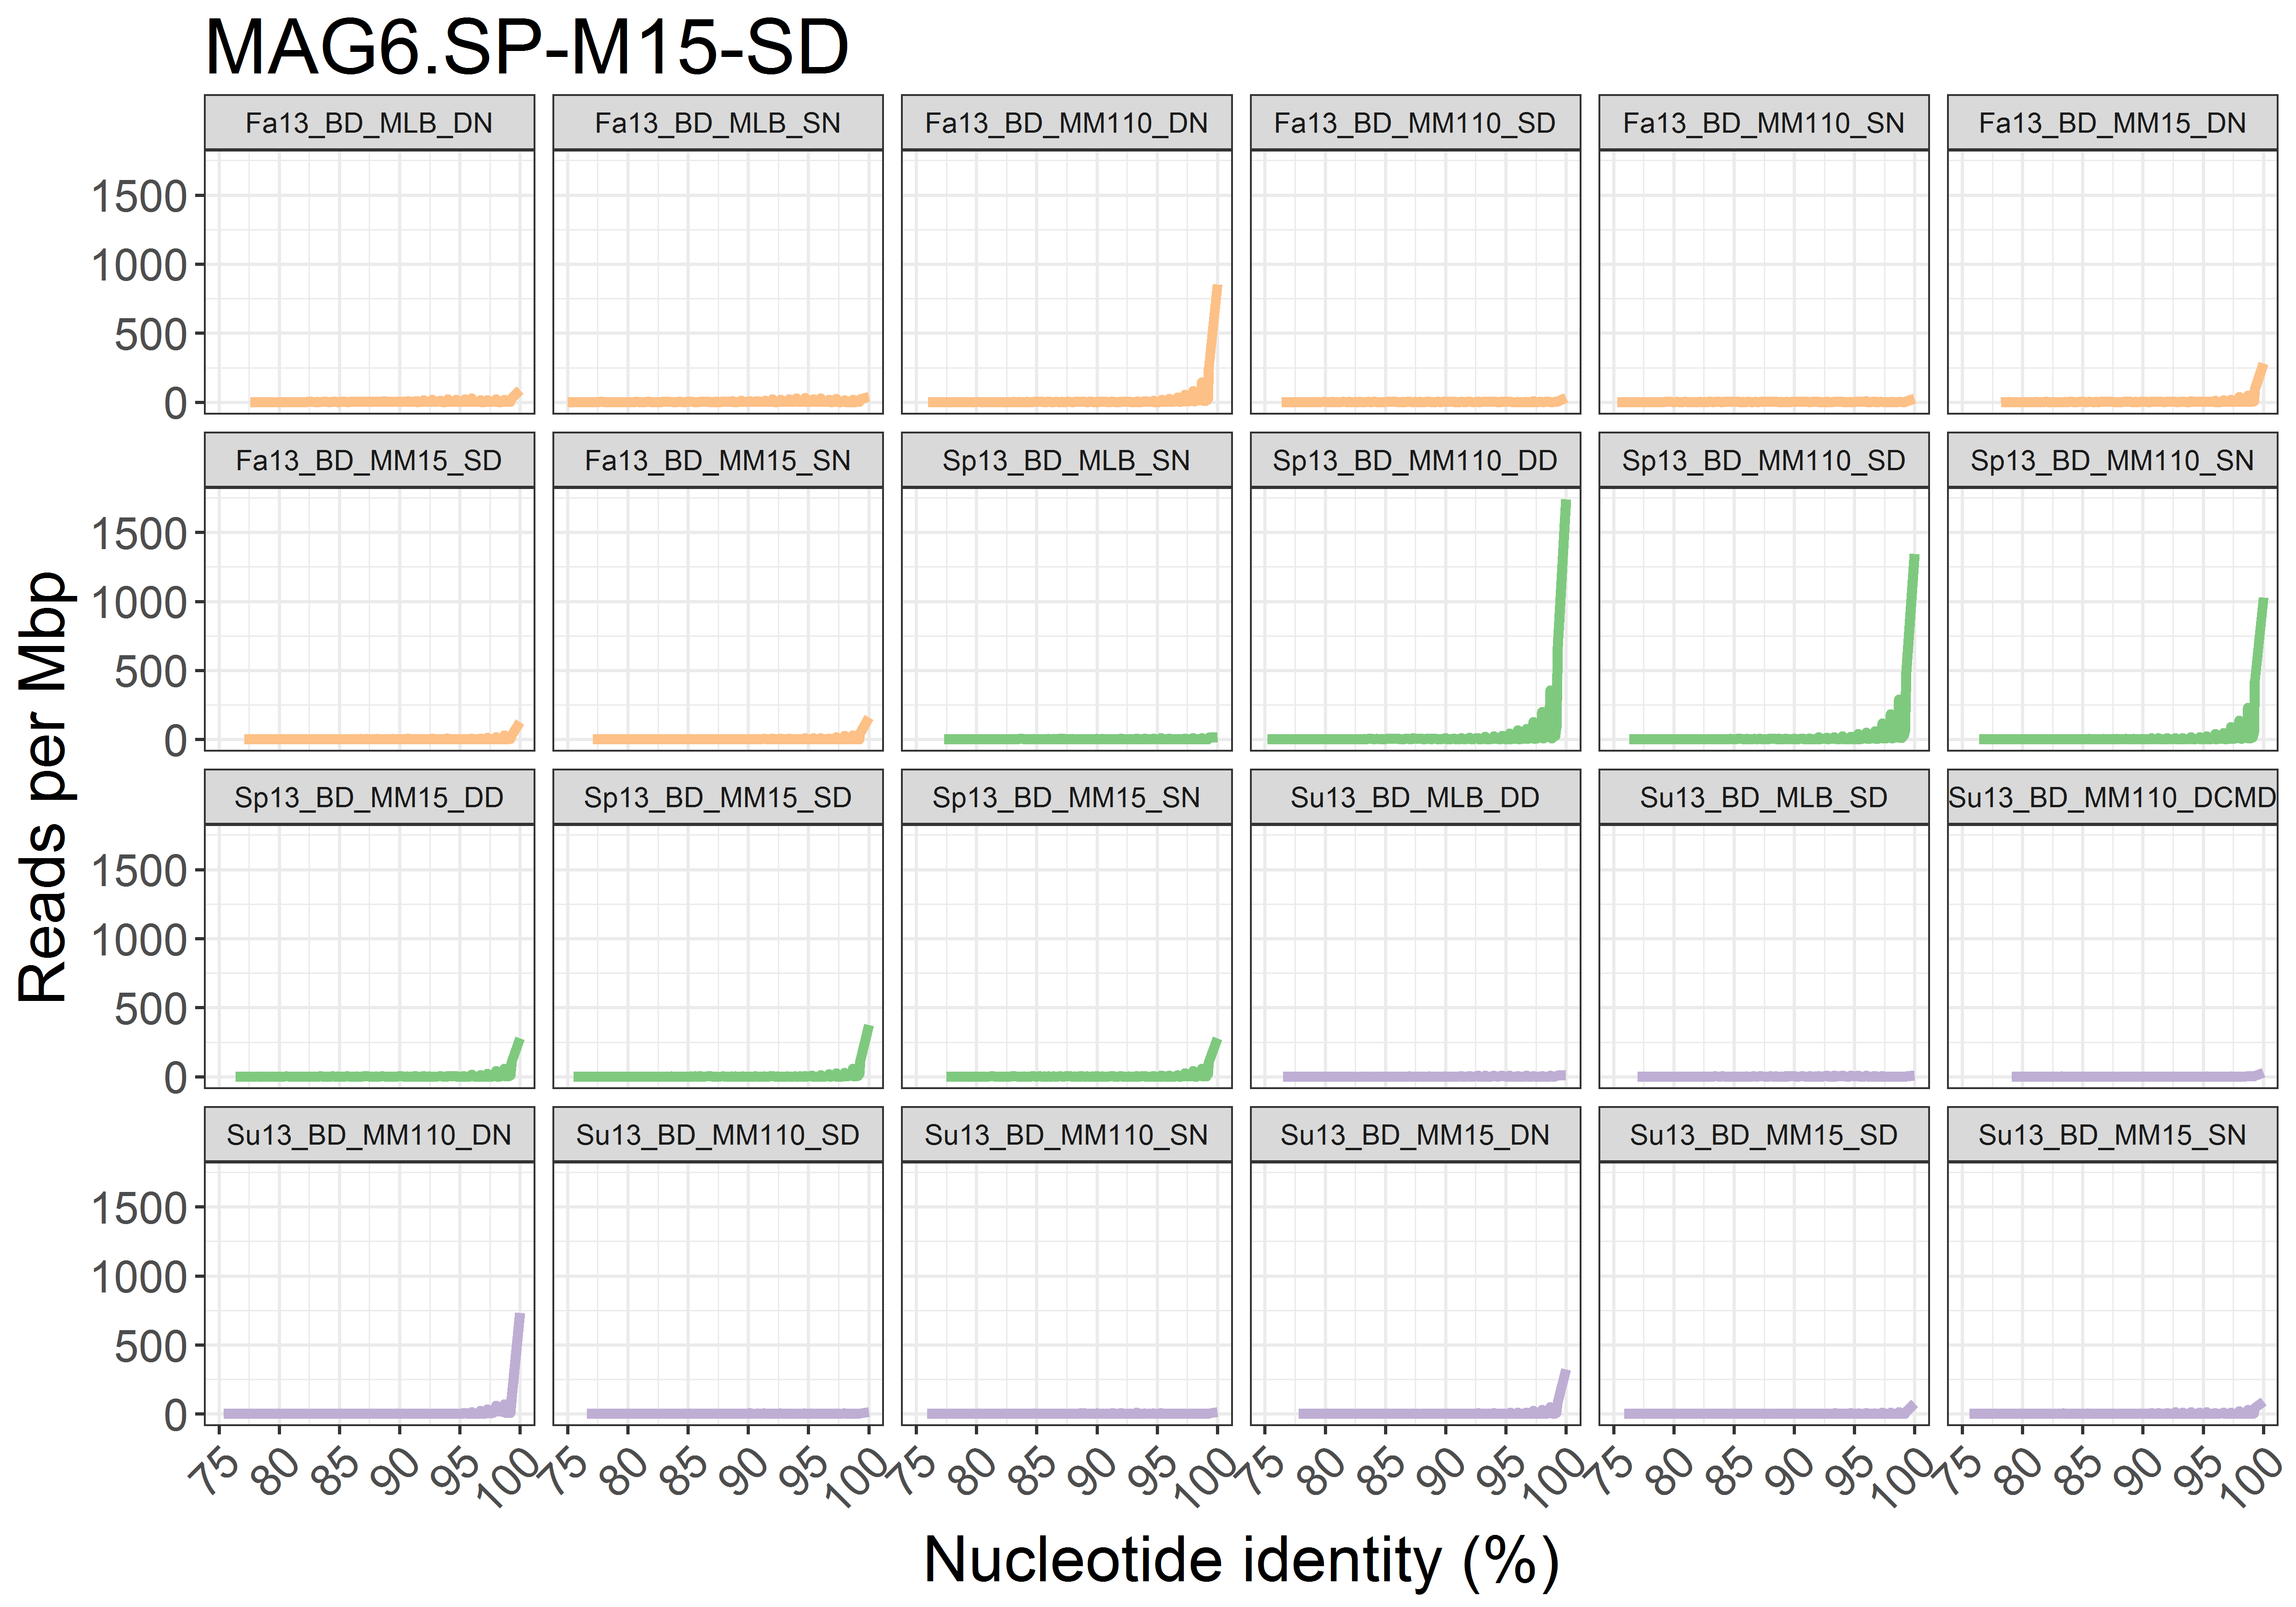 MAG6.SP-M15-SD
Fa13_BD_MLB_DN
Fa13_BD_MLB_SN
Fa13_BD_MM110_DN
Fa13_BD_MM110_SD
Fa13_BD_MM110_SN
Fa13_BD_MM15_DN
1500
1000
500
0
Fa13_BD_MM15_SD
Fa13_BD_MM15_SN
Sp13_BD_MLB_SN
Sp13_BD_MM110_DD
Sp13_BD_MM110_SD
Sp13_BD_MM110_SN
1500
1000
500
0
Reads per Mbp
Sp13_BD_MM15_DD
Sp13_BD_MM15_SD
Sp13_BD_MM15_SN
Su13_BD_MLB_DD
Su13_BD_MLB_SD
Su13_BD_MM110_DCMD
1500
1000
500
0
Su13_BD_MM110_DN
Su13_BD_MM110_SD
Su13_BD_MM110_SN
Su13_BD_MM15_DN
Su13_BD_MM15_SD
Su13_BD_MM15_SN
1500
1000
500
0
75 80 85 90 95 100
75 80 85 90 95 100
75 80 85 90 95 100
75 80 85 90 95 100
75 80 85 90 95 100
75 80 85 90 95 100
Nucleotide identity (%)